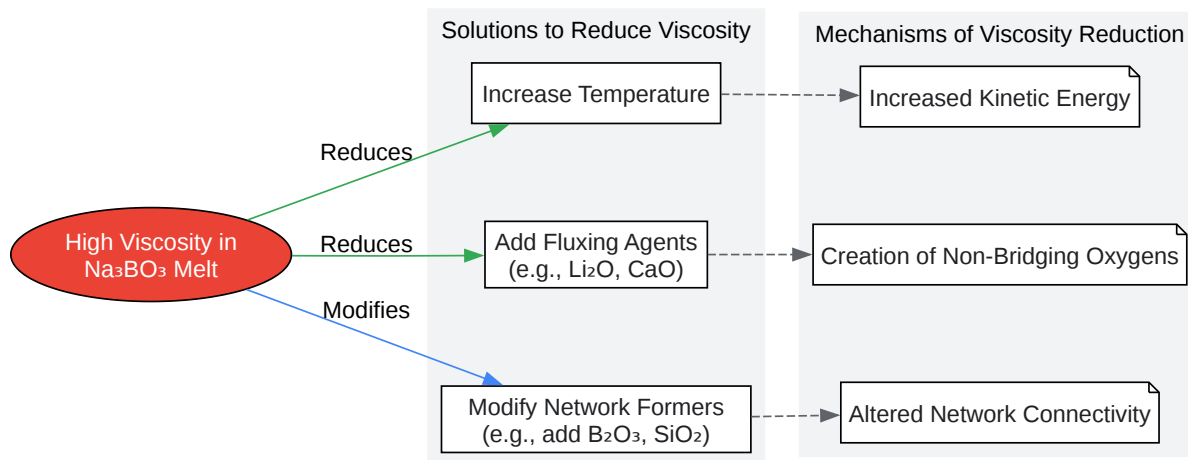 Solutions to Reduce Viscosity
Mechanisms of Viscosity Reduction
Increase Temperature
Increased Kinetic Energy
Reduces
High Viscosity in
Na₃BO₃ Melt
Reduces
Add Fluxing Agents
(e.g., Li₂O, CaO)
Creation of Non-Bridging Oxygens
Modifies
Modify Network Formers
(e.g., add B₂O₃, SiO₂)
Altered Network Connectivity